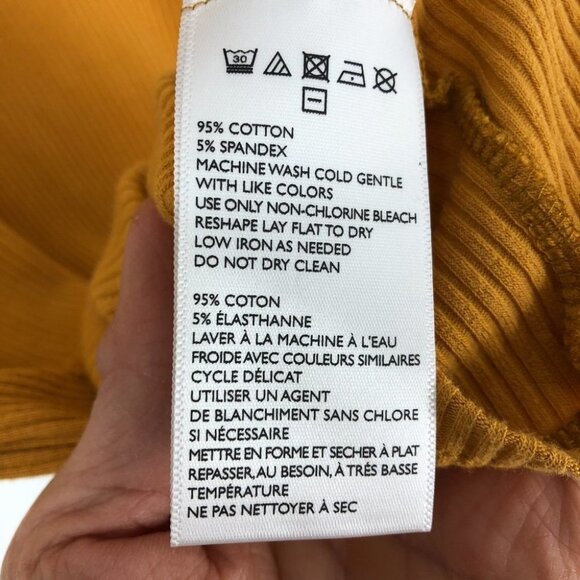 30
95% COTTON
5% SPANDEX
MACHINE WASH COLD GENTLE
WITH LIKE COLORS
USE ONLY NON-CHLORINE BLEACH
RESHAPE LAY FLAT TO DRY
LOW IRON AS NEEDED
DO NOT DRY CLEAN
95% COTON
5% ÉLASTHANNE
LAVER À LA MACHINE À L'EAU
FROIDE AVEC COULEURS SIMILAIRES
CYCLE DÉLICAT
UTILISER UN AGENT
DE BLANCHIMENT SANS CHLORE
SI NÉCESSAIRE
METTRE EN FORME ET SECHER À PLAT
REPASSER, AU BESOIN, À TRÉS BASSE
TEMPÉRATURE
NE PAS NETTOYER À SEC